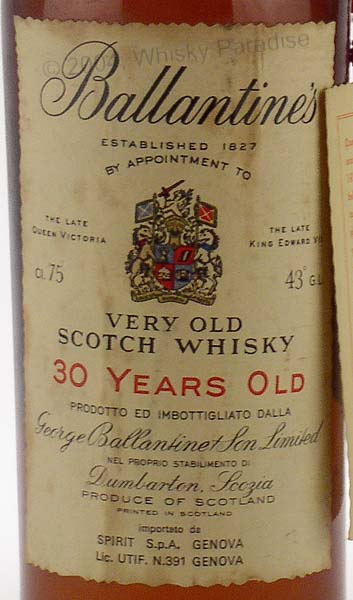 © 2004 Whisky Paradise
Ballantine's
ESTABLISHED 1827
BY APPOINTMENT TO
THE LATE
QUEEN VICTORIA
THE LATE
KING EDWARD VII
Cl. 75
43° G.L.
VERY OLD
SCOTCH WHISKY
30 YEARS OLD
PRODOTTO ED IMBOTTIGLIATO DALLA
George Ballantine & Son Limited
NEL PROPRIO STABILIMENTO DI
Dumbarton, Scozia
PRODUCE OF SCOTLAND
PRINTED IN SCOTLAND
importato da
SPIRIT S.p.A. GENOVA
Lic. UTIF. N.391 GENOVA